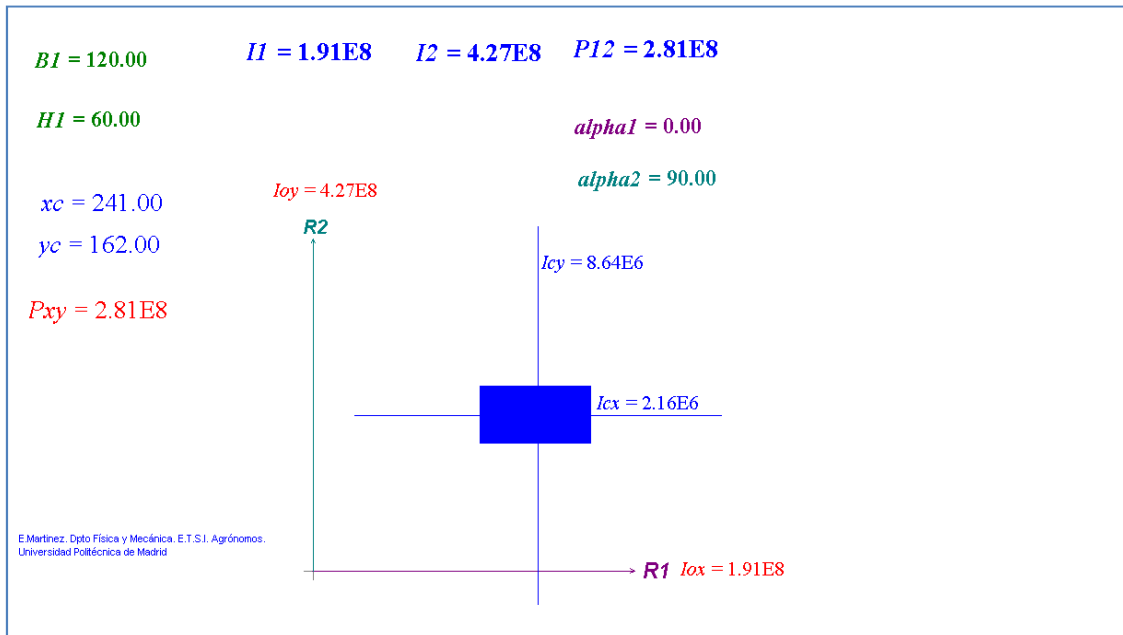 I1 = 1.91E8 I2 = 4.27E8 P12 = 2.81E8
B1 = 120.00
H1 = 60.00
alpha1 = 0.00
alpha2 = 90.00
Ioy = 4.27E8
xc = 241.00
R2
yc = 162.00
Icy = 8.64E6
Pxy = 2.81E8
Icx = 2.16E6
E.Martinez. Dpto Física y Mecánica. E.T.S.I. Agrónomos.
Universidad Politécnica de Madrid
R1 Iox = 1.91E8